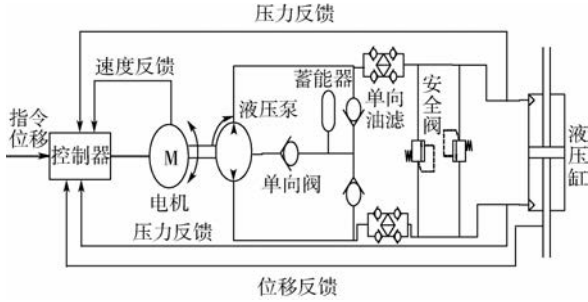 压力反馈
速度反馈
指令
位移
控制器
M
电机
液压泵
蓄能器
单向阀
单向
油滤
安全阀
液压缸
压力反馈
位移反馈